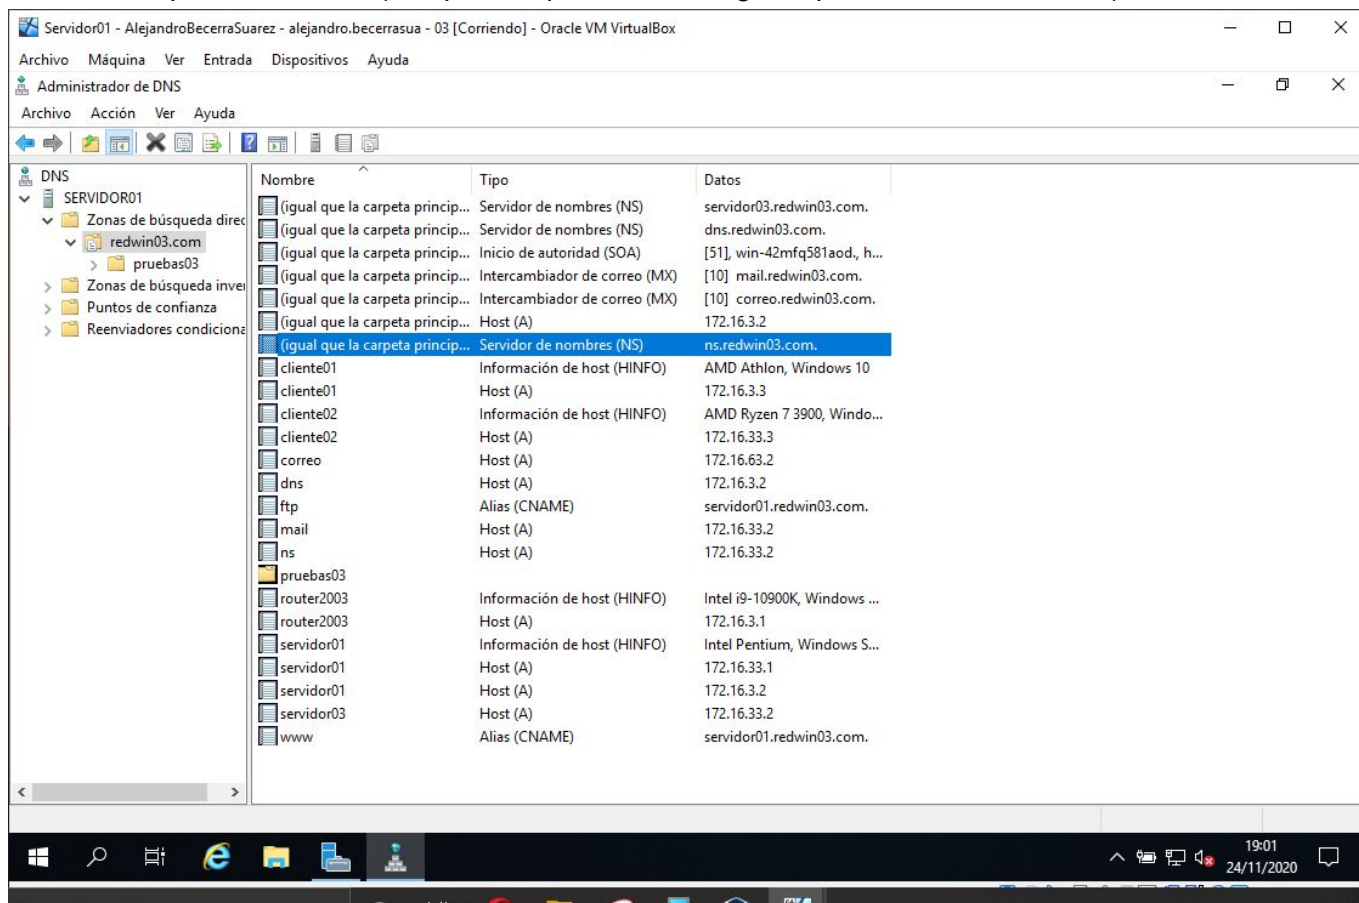 Servidor01 - AlejandroBecerraSuarez - alejandro.becerrasua - 03 [Corriendo] - Oracle VM VirtualBox
Archivo Máquina Ver Entrada Dispositivos Ayuda
Administrador de DNS
Archivo Acción Ver Ayuda
DNS
SERVIDOR01
Zonas de búsqueda direc
redwin03.com
pruebas03
Zonas de búsqueda inver
Puntos de confianza
Reenviadores condiciona
Nombre Tipo Datos
(igual que la carpeta princip... Servidor de nombres (NS) servidor03.redwin03.com.
(igual que la carpeta princip... Servidor de nombres (NS) dns.redwin03.com.
(igual que la carpeta princip... Inicio de autoridad (SOA) [51], win-42mfq581aod., h...
(igual que la carpeta princip... Intercambiador de correo (MX) [10] mail.redwin03.com.
(igual que la carpeta princip... Intercambiador de correo (MX) [10] correo.redwin03.com.
(igual que la carpeta princip... Host (A) 172.16.3.2
(igual que la carpeta princip... Servidor de nombres (NS) ns.redwin03.com.
cliente01 Información de host (HINFO) AMD Athlon, Windows 10
cliente01 Host (A) 172.16.3.3
cliente02 Información de host (HINFO) AMD Ryzen 7 3900, Windo...
cliente02 Host (A) 172.16.33.3
correo Host (A) 172.16.63.2
dns Host (A) 172.16.3.2
ftp Alias (CNAME) servidor01.redwin03.com.
mail Host (A) 172.16.33.2
ns Host (A) 172.16.33.2
pruebas03
router2003 Información de host (HINFO) Intel i9-10900K, Windows ...
router2003 Host (A) 172.16.3.1
servidor01 Información de host (HINFO) Intel Pentium, Windows S...
servidor01 Host (A) 172.16.33.1
servidor01 Host (A) 172.16.3.2
servidor03 Host (A) 172.16.33.2
www Alias (CNAME) servidor01.redwin03.com.
19:01
24/11/2020